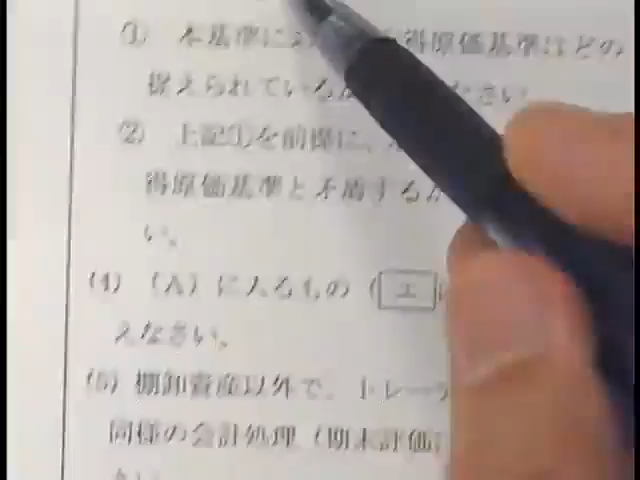 ① 本基準に 得原価基準はどの
捉えられている なさい
② 上記①を前提に、
得原価基準と矛盾するか
い。
(4) (A) に入るもの ( エ
えなさい。
(5) 棚卸資産以外で、トレー
同様の会計処理（期末評価
さい